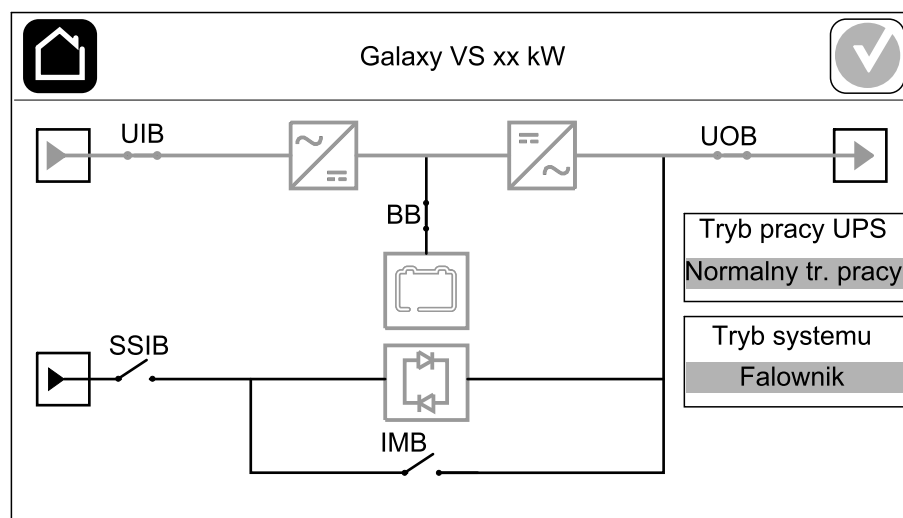 Galaxy VS xx kW
UIB
UOB
BB
Tryb pracy UPS
Normalny tr. pracy
SSIB
Tryb systemu
Falownik
IMB